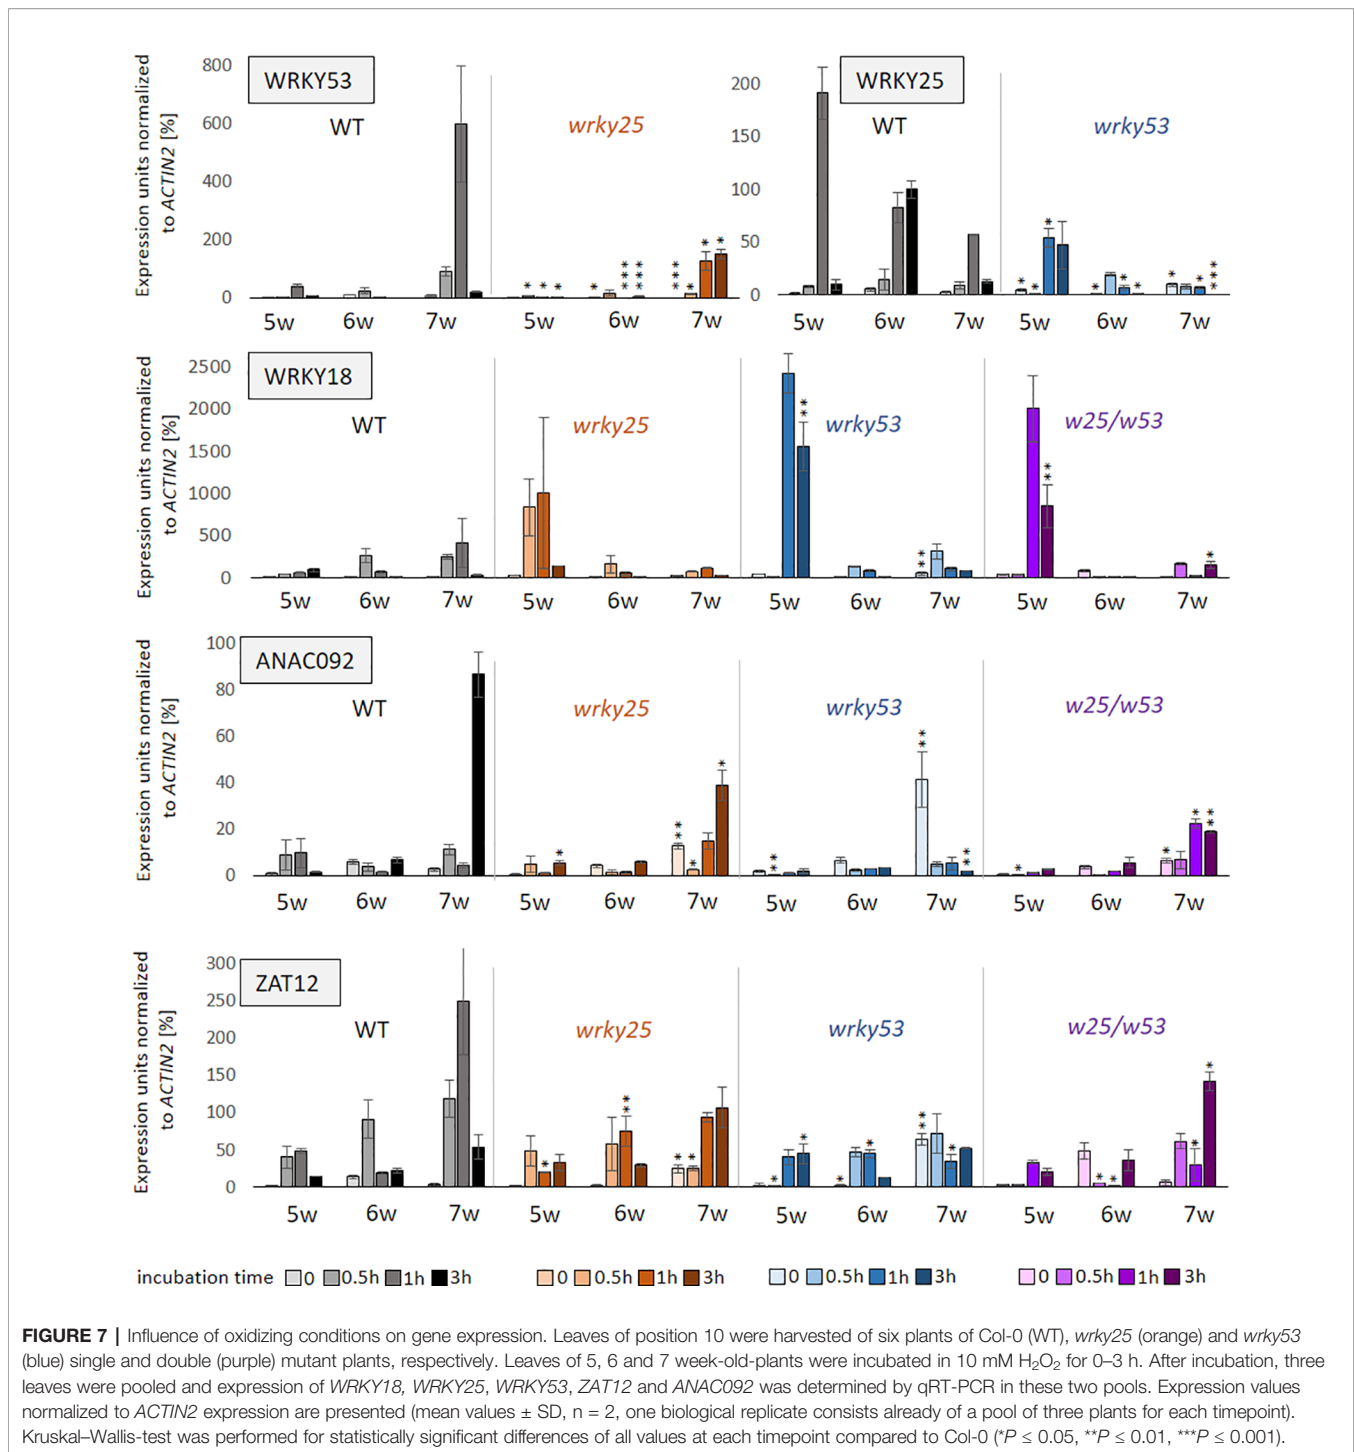 Expression units normalized
to ACTIN2 [%]
800
600
400
200
0
WRKY53
WT
wrky25
* * * * *** *** *** * * *
5w 6w 7w 5w 6w 7w
200
150
100
50
0
WRKY25
WT
wrky53
* * * * * * * * ***
5w 6w 7w 5w 6w 7w
Expression units normalized
to ACTIN2 [%]
2500
2000
1500
1000
500
0
WRKY18
WT
wrky25
wrky53
w25/w53
** ** ** *
5w 6w 7w 5w 6w 7w 5w 6w 7w 5w 6w 7w
Expression units normalized
to ACTIN2 [%]
100
80
60
40
20
0
ANAC092
WT
wrky25
wrky53
w25/w53
* ** * * ** ** ** * * * **
5w 6w 7w 5w 6w 7w 5w 6w 7w 5w 6w 7w
Expression units normalized
to ACTIN2 [%]
300
250
200
150
100
50
0
ZAT12
WT
wrky25
wrky53
w25/w53
* ** * * * * * * ** * * * * *
5w 6w 7w 5w 6w 7w 5w 6w 7w 5w 6w 7w
incubation time 0 0.5h 1h 3h 0 0.5h 1h 3h 0 0.5h 1h 3h 0 0.5h 1h 3h
FIGURE 7 | Influence of oxidizing conditions on gene expression. Leaves of position 10 were harvested of six plants of Col-0 (WT), wrky25 (orange) and wrky53
(blue) single and double (purple) mutant plants, respectively. Leaves of 5, 6 and 7 week-old-plants were incubated in 10 mM H₂O₂ for 0–3 h. After incubation, three
leaves were pooled and expression of WRKY18, WRKY25, WRKY53, ZAT12 and ANAC092 was determined by qRT-PCR in these two pools. Expression values
normalized to ACTIN2 expression are presented (mean values ± SD, n = 2, one biological replicate consists already of a pool of three plants for each timepoint).
Kruskal–Wallis-test was performed for statistically significant differences of all values at each timepoint compared to Col-0 (*P ≤ 0.05, **P ≤ 0.01, ***P ≤ 0.001).